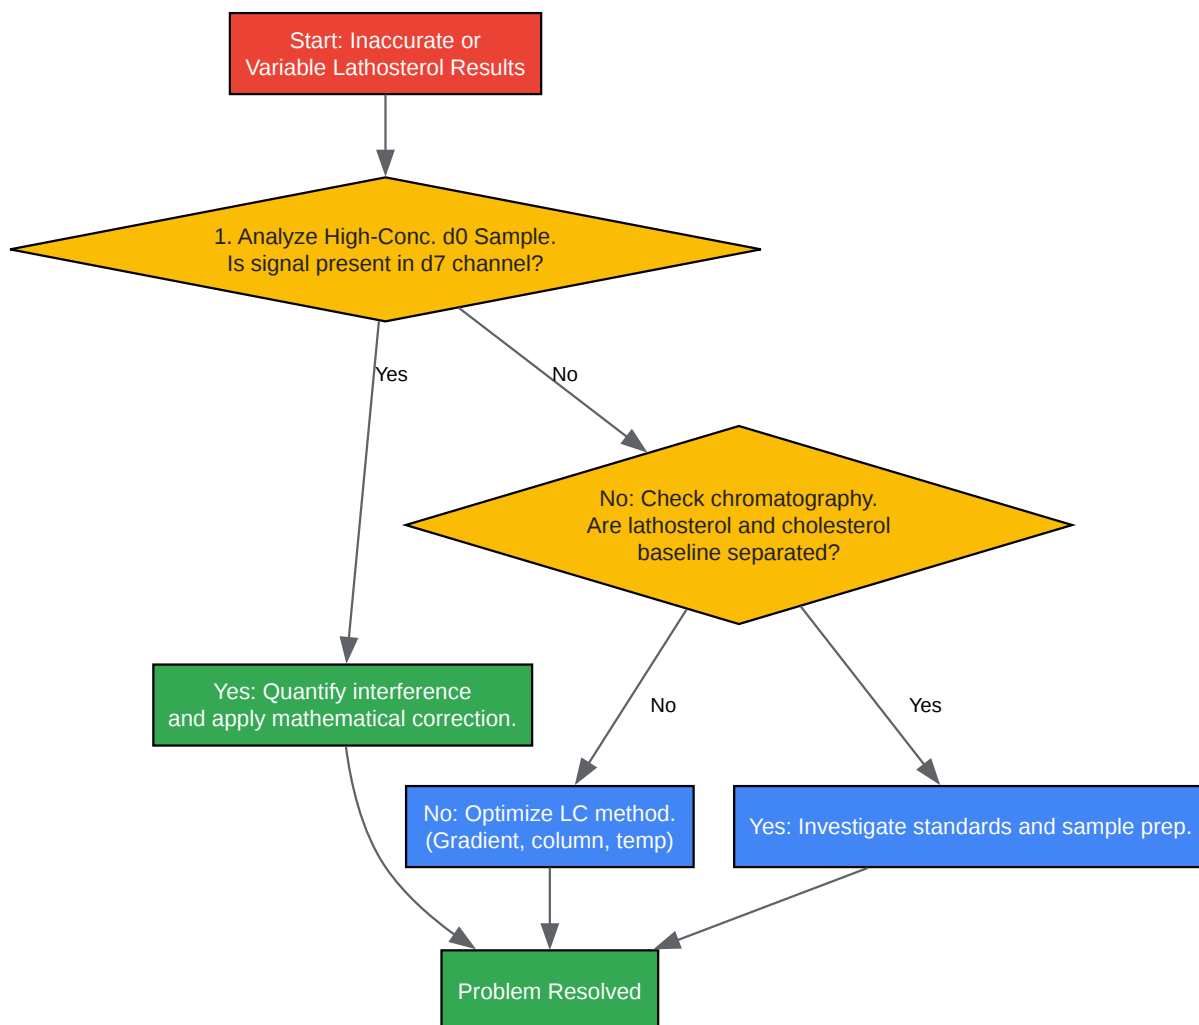 Start: Inaccurate or
Variable Lathosterol Results
1. Analyze High-Conc. d0 Sample.
Is signal present in d7 channel?
Yes
No
No: Check chromatography.
Are lathosterol and cholesterol
baseline separated?
Yes: Quantify interference
and apply mathematical correction.
No
Yes
No: Optimize LC method.
(Gradient, column, temp)
Yes: Investigate standards and sample prep.
Problem Resolved